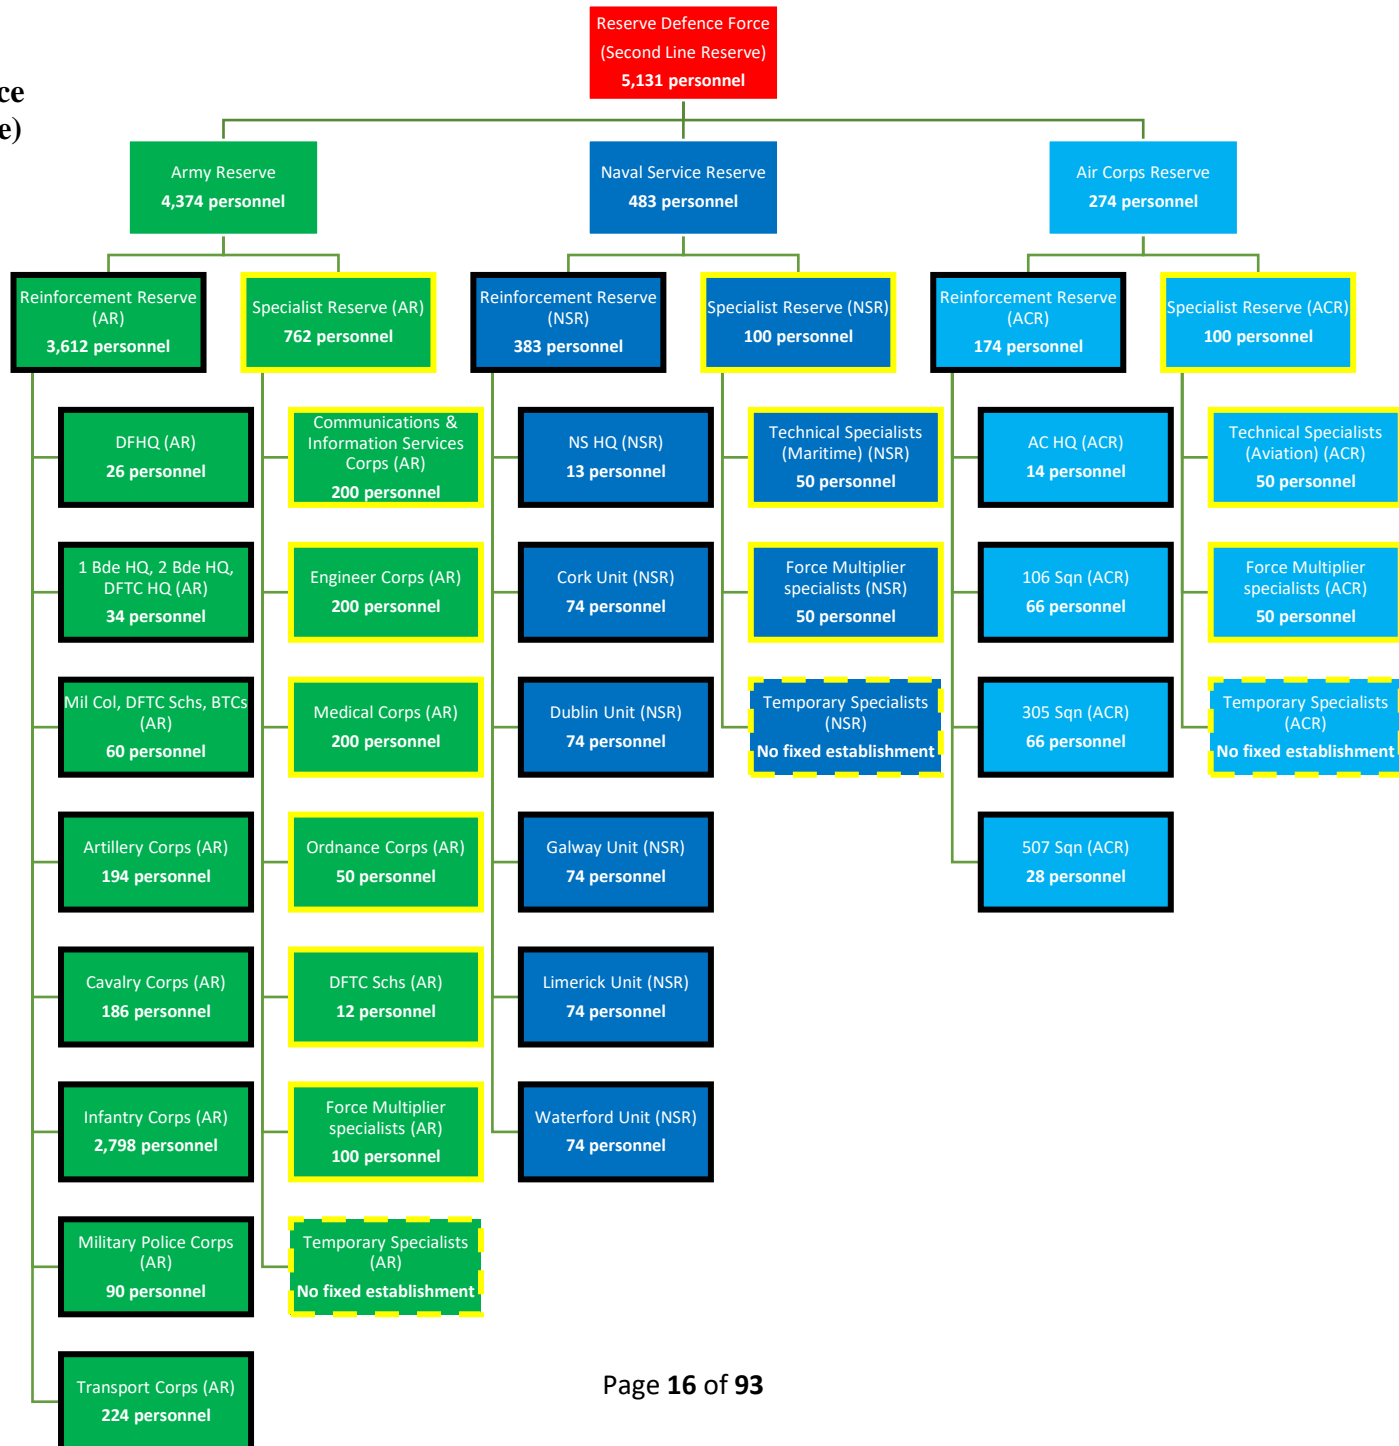 ce
e)
Reserve Defence Force
(Second Line Reserve)
5,131 personnel
Army Reserve
4,374 personnel
Naval Service Reserve
483 personnel
Air Corps Reserve
274 personnel
Reinforcement Reserve
(AR)
3,612 personnel
Specialist Reserve (AR)
762 personnel
Reinforcement Reserve
(NSR)
383 personnel
Specialist Reserve (NSR)
100 personnel
Reinforcement Reserve
(ACR)
174 personnel
Specialist Reserve (ACR)
100 personnel
DFHQ (AR)
26 personnel
1 Bde HQ, 2 Bde HQ,
DFTC HQ (AR)
34 personnel
Mil Col, DFTC Schs, BTCs
(AR)
60 personnel
Artillery Corps (AR)
194 personnel
Cavalry Corps (AR)
186 personnel
Infantry Corps (AR)
2,798 personnel
Military Police Corps
(AR)
90 personnel
Transport Corps (AR)
224 personnel
Communications &
Information Services
Corps (AR)
200 personnel
Engineer Corps (AR)
200 personnel
Medical Corps (AR)
200 personnel
Ordnance Corps (AR)
50 personnel
DFTC Schs (AR)
12 personnel
Force Multiplier
specialists (AR)
100 personnel
Temporary Specialists
(AR)
No fixed establishment
NS HQ (NSR)
13 personnel
Cork Unit (NSR)
74 personnel
Dublin Unit (NSR)
74 personnel
Galway Unit (NSR)
74 personnel
Limerick Unit (NSR)
74 personnel
Waterford Unit (NSR)
74 personnel
Technical Specialists
(Maritime) (NSR)
50 personnel
Force Multiplier
specialists (NSR)
50 personnel
Temporary Specialists
(NSR)
No fixed establishment
AC HQ (ACR)
14 personnel
106 Sqn (ACR)
66 personnel
305 Sqn (ACR)
66 personnel
507 Sqn (ACR)
28 personnel
Technical Specialists
(Aviation) (ACR)
50 personnel
Force Multiplier
specialists (ACR)
50 personnel
Temporary Specialists
(ACR)
No fixed establishment
Page 16 of 93